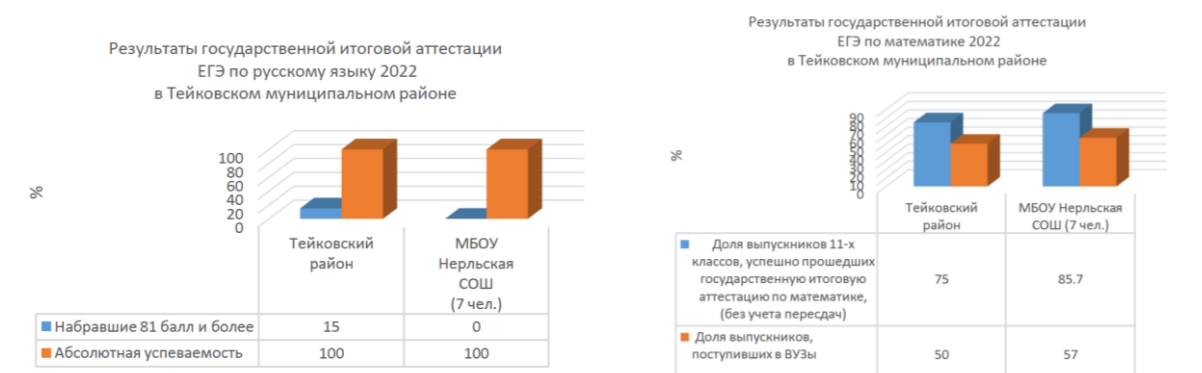 Результаты государственной итоговой аттестации
ЕГЭ по русскому языку 2022
в Тейковском муниципальном районе
%
100
80
60
40
20
0
Тейковский
район
МБОУ
Нерльская
СОШ
(7 чел.)
Набравшие 81 балл и более 15 0
Абсолютная успеваемость 100 100
Результаты государственной итоговой аттестации
ЕГЭ по математике 2022
в Тейковском муниципальном районе
%
90
80
70
60
50
40
30
20
10
0
Тейковский
район
МБОУ Нерльская
СОШ (7 чел.)
Доля выпускников 11-х
классов, успешно прошедших
государственную итоговую
аттестацию по математике,
(без учета пересдач)
75 85.7
Доля выпускников,
поступивших в ВУЗы
50 57